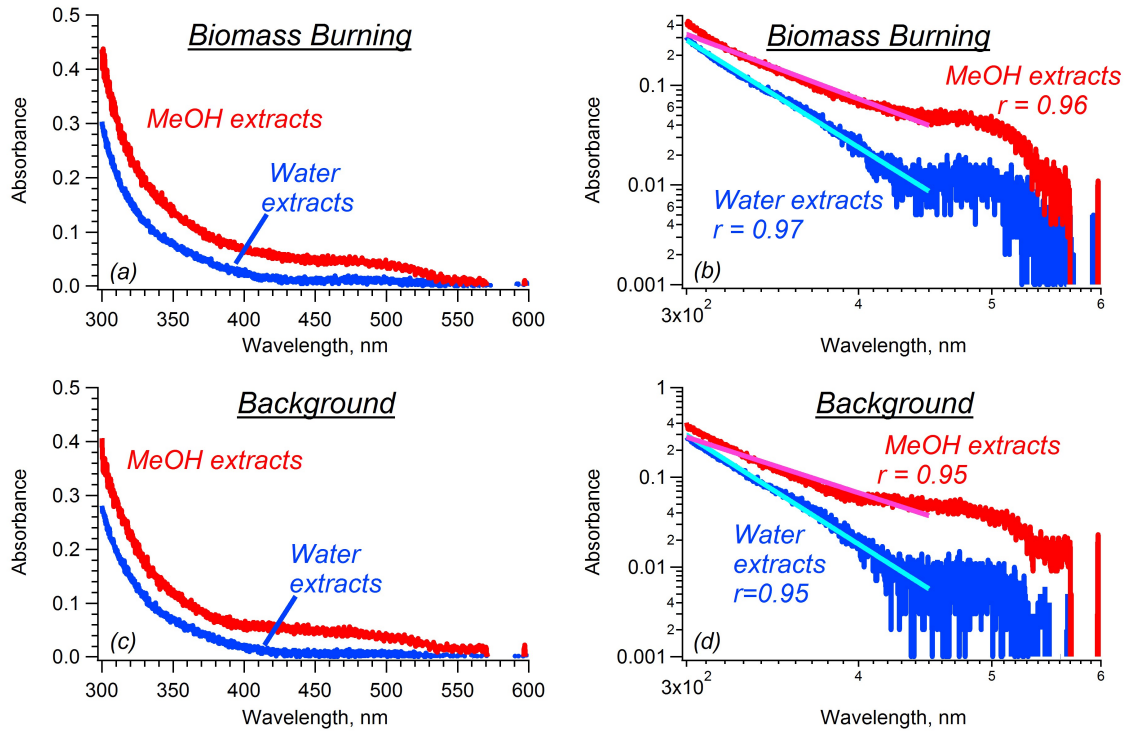 Biomass Burning
0.5
0.4
0.3
0.2
0.1
0.0
Absorbance
MeOH extracts
Water
extracts
(a)
300
350
400
450
500
550
600
Wavelength, nm
Biomass Burning
4
2
0.1
6
4
2
0.01
6
4
2
0.001
Absorbance
MeOH extracts
r = 0.96
Water extracts
r = 0.97
(b)
3x10²
4
5
6
Wavelength, nm
Background
0.5
0.4
0.3
0.2
0.1
0.0
Absorbance
MeOH extracts
Water
extracts
(c)
300
350
400
450
500
550
600
Wavelength, nm
Background
1
6
4
2
0.1
6
4
2
0.01
6
4
2
0.001
Absorbance
MeOH extracts
r = 0.95
Water
extracts
r=0.95
(d)
3x10²
4
5
6
Wavelength, nm